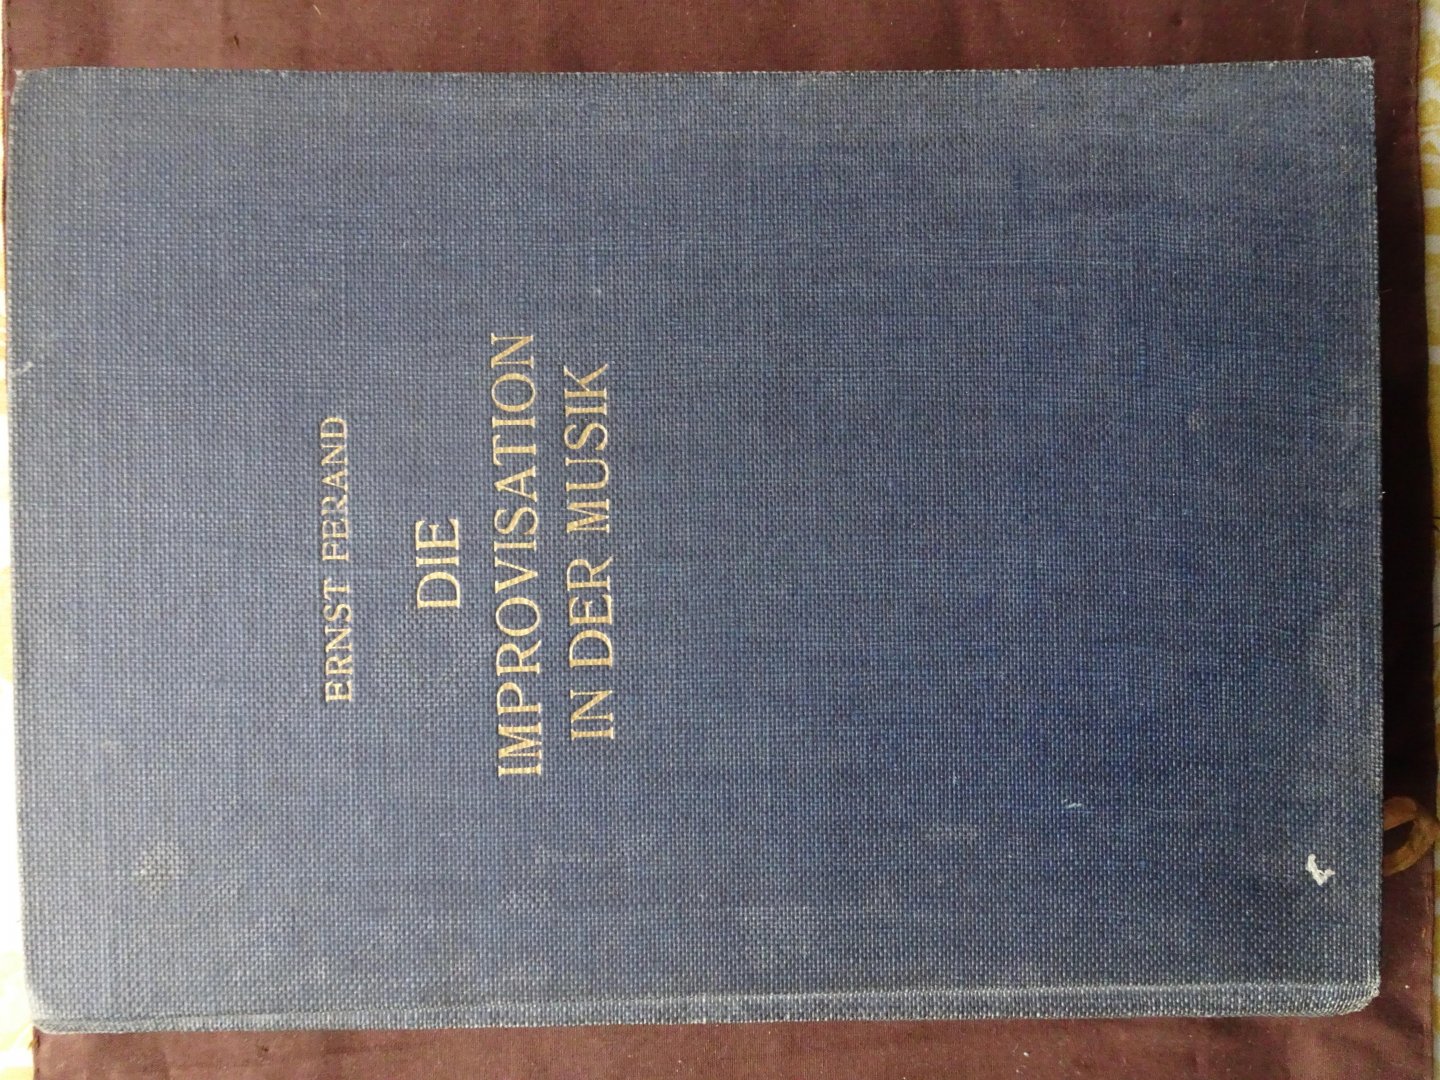 ERNST FERAND
DIE
IMPROVISATION
IN DER MUSIK